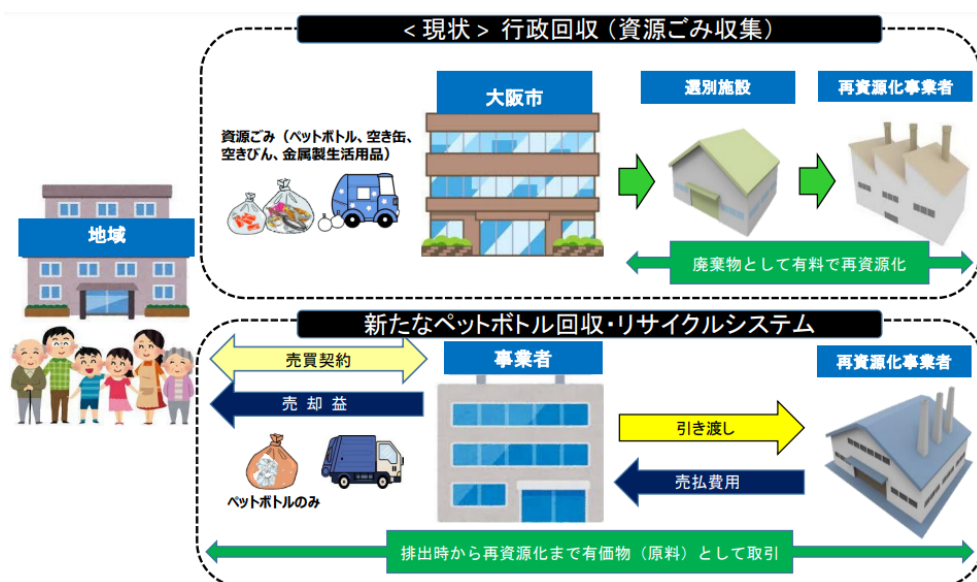 <現状> 行政回収(資源ごみ収集)
大阪市
選別施設
再資源化事業者
資源ごみ(ペットボトル、空き缶、
空きびん、金属製生活用品)
地域
廃棄物として有料で再資源化
新たなペットボトル回収・リサイクルシステム
売買契約
事業者
再資源化事業者
売却益
引き渡し
売払費用
ペットボトルのみ
排出時から再資源化まで有価物(原料)として取引